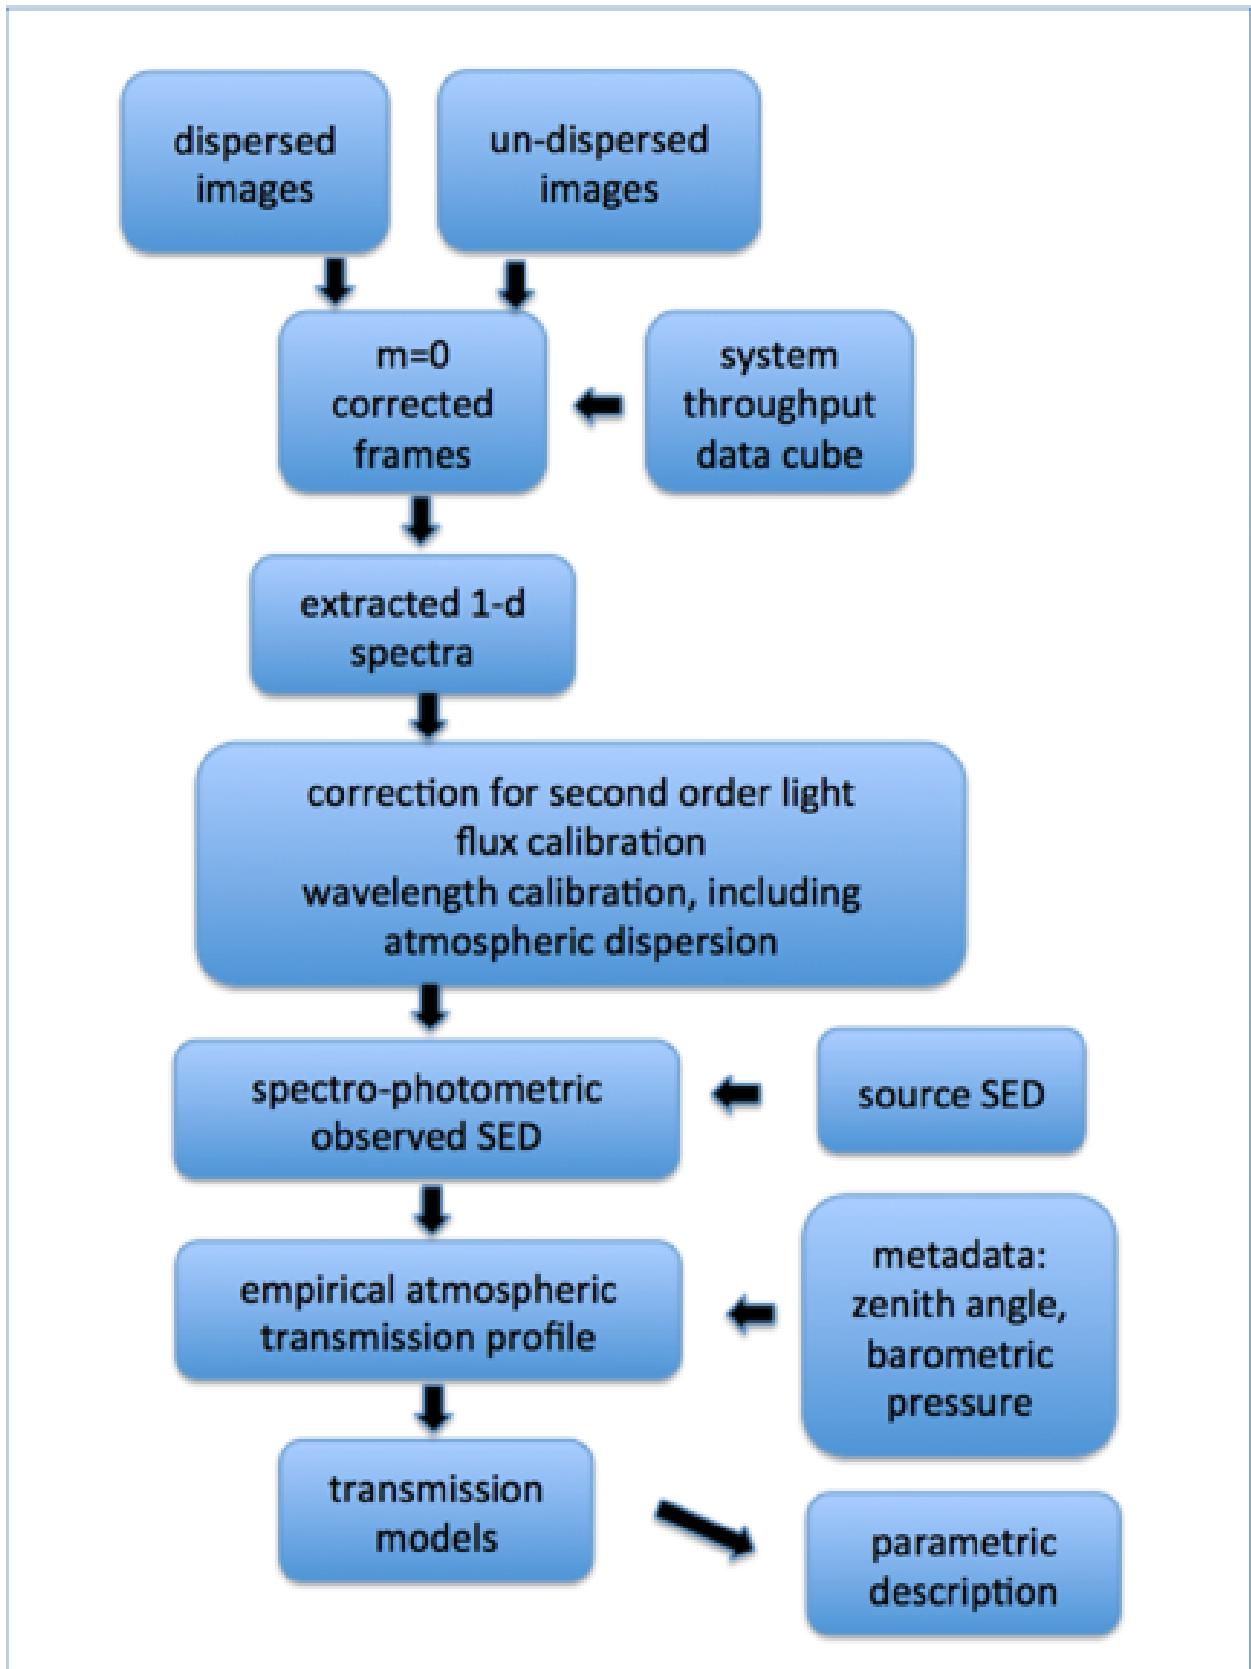 dispersed
images
un-dispersed
images
m=0
corrected
frames
system
throughput
data cube
extracted 1-d
spectra
correction for second order light
flux calibration
wavelength calibration, including
atmospheric dispersion
spectro-photometric
observed SED
source SED
empirical atmospheric
transmission profile
metadata:
zenith angle,
barometric
pressure
transmission
models
parametric
description